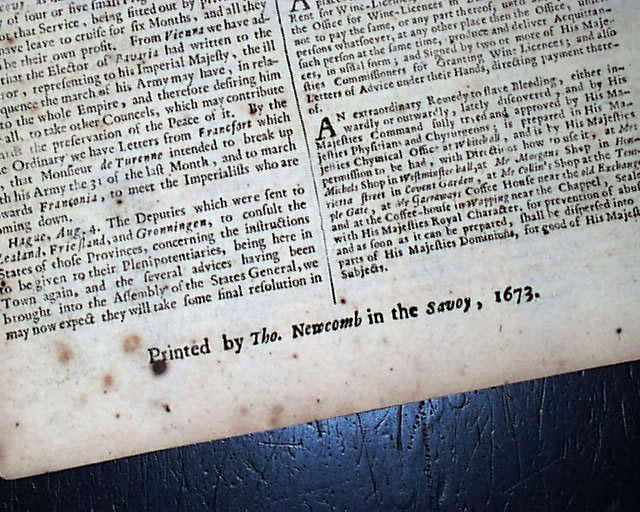 of four or five small
that Service, being fitted out by pri
have leave to cruise for six Months, and all they
the their own profit. From Vienna we have ad-
that the Elector of Bavaria had written to the
or, representing to his Imperial Majesty, the ill
quence the march of his Army may have, in rela-
to the whole Empire, and therefore desiring him
all, to take other Councels, which may contribute
the preservation of the Peace of it. By the
Ordinary we have Letters from Francfort which
, that Monsieur de Turenne intended to break up
th his Army the 31 of the last Month, and to march
wards Franconia, to meet the Imperialists who are
oming down.
Hague, Aug. 4. The Deputies which were sent to
Zealand, Friesland, and Gronningen, to consult the
States of those Provinces, concerning the instructions
to be given to their Plenipotentiaries, being here in
Town again, and the several advices having been
brought into the Assembly of the States General, we
may now expect they will take some final resolution in
A
Rent for Wine-Licen
the Office for Wine-Licences in
not to pay the same, or any part thereof, until
persons whatsoever, at any other place then the Office, until
such person at the same time, produce and deliver Acquitta
ces, in usual form; and signed by two or more of His Maje-
sties Commissioners for Granting Wine Licences; and also
Letters of Advice under their Hands, directing payment there-
of.
AN extraordinary Remedy to stave Bleeding, either in-
wardly or outwardly, lately discovered, and by His
Majesties Command fully tryed and approved by His Ma-
jesties Physitian and Chyrurgeons; is prepared in His Ma-
jesties Chymical Office at Whitehall; and is by His Majesties
permission to be had, with Directions how to use it, at Mr
Michels Shop in Westminster hall, at Mr. Morgans Shop in Henri-
etta street in Covent Garden, at Mr Collin's Shop at the Tem-
ple Gate, at Mr Garraways Coffee House near the old Exchan
and at the Coffee-house in Wapping near the Chappel, Seal
with His Majesties Royal Character, for prevention of abu
and as soon as it can be prepared, shall be dispersed into
parts of His Majesties Dominions, for good of His Majes
Subjects.
Printed by Tho. Newcomb in the Savoy, 1673.